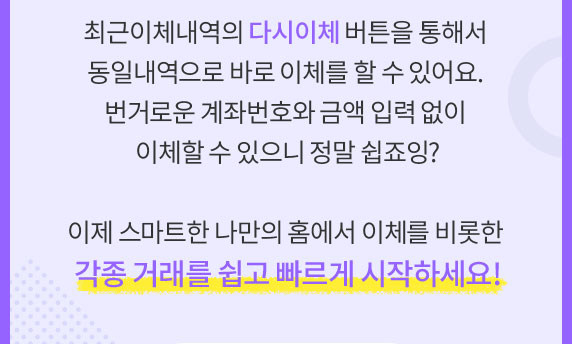 최근이체내역의 다시이체 버튼을 통해서
동일내역으로 바로 이체를 할 수 있어요.
번거로운 계좌번호와 금액 입력 없이
이체할 수 있으니 정말 쉽죠잉?
이제 스마트한 나만의 홈에서 이체를 비롯한
각종 거래를 쉽고 빠르게 시작하세요!